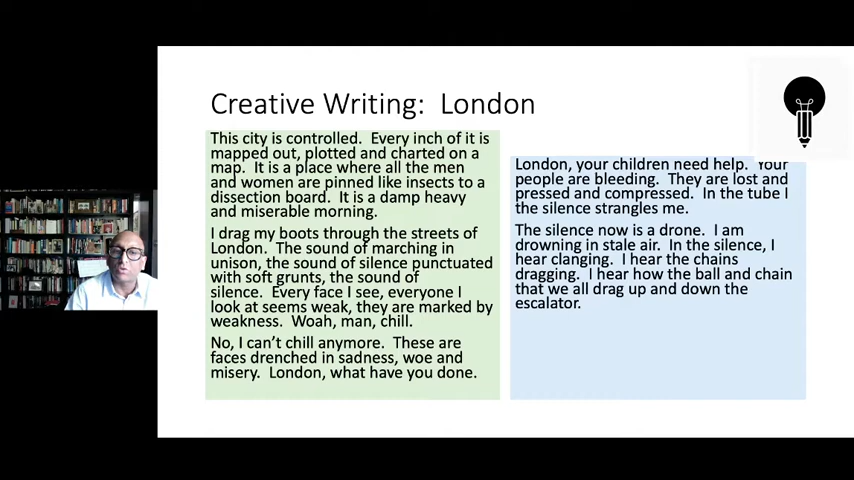 Creative Writing: London
This city is controlled. Every inch of it is
mapped out, plotted and charted on a
map. It is a place where all the men
and women are pinned like insects to a
dissection board. It is a damp heavy
and miserable morning.
I drag my boots through the streets of
London. The sound of marching in
unison, the sound of silence punctuated
with soft grunts, the sound of
silence. Every face I see, everyone I
look at seems weak, they are marked by
weakness. Woah, man, chill.
No, I can't chill anymore. These are
faces drenched in sadness, woe and
misery. London, what have you done.
London, your children need help. Your
people are bleeding. They are lost and
pressed and compressed. In the tube I
the silence strangles me.
The silence now is a drone. I am
drowning in stale air. In the silence, I
hear clanging. I hear the chains
dragging. I hear how the ball and chain
that we all drag up and down the
escalator.